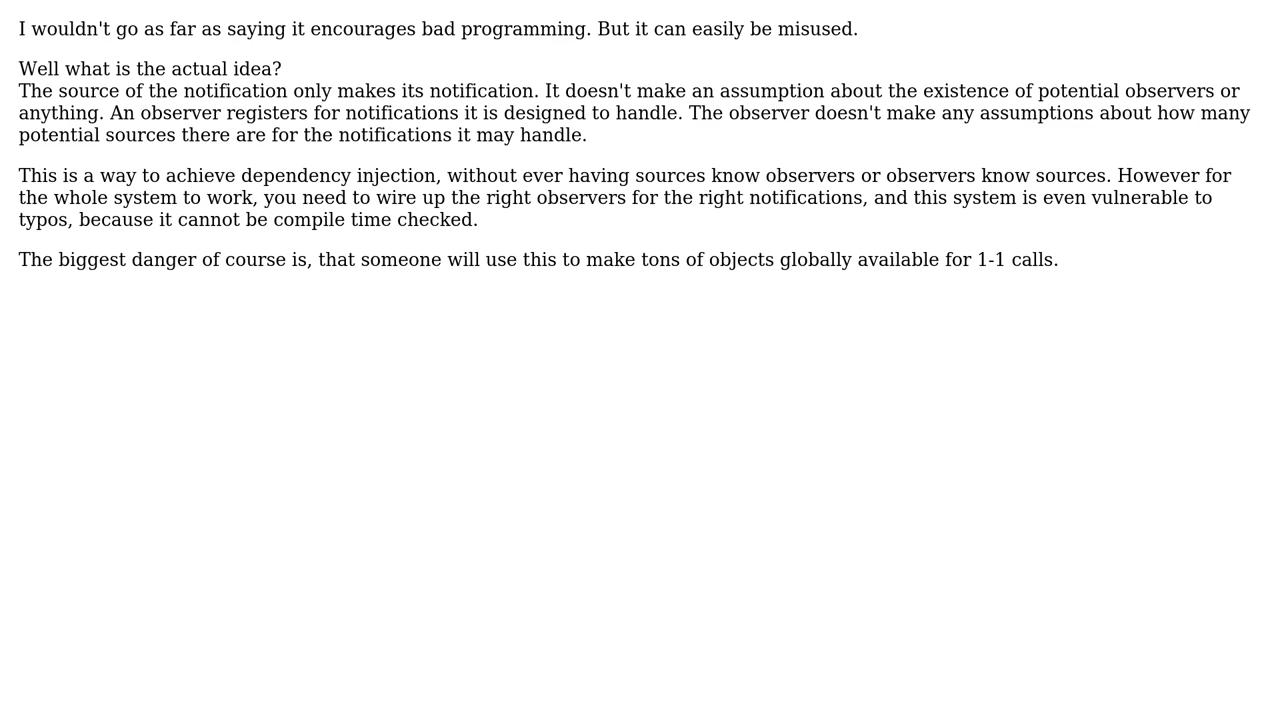 I wouldn't go as far as saying it encourages bad programming. But it can easily be misused.
Well what is the actual idea?
The source of the notification only makes its notification. It doesn't make an assumption about the existence of potential observers or
anything. An observer registers for notifications it is designed to handle. The observer doesn't make any assumptions about how many
potential sources there are for the notifications it may handle.
This is a way to achieve dependency injection, without ever having sources know observers or observers know sources. However for
the whole system to work, you need to wire up the right observers for the right notifications, and this system is even vulnerable to
typos, because it cannot be compile time checked.
The biggest danger of course is, that someone will use this to make tons of objects globally available for 1-1 calls.